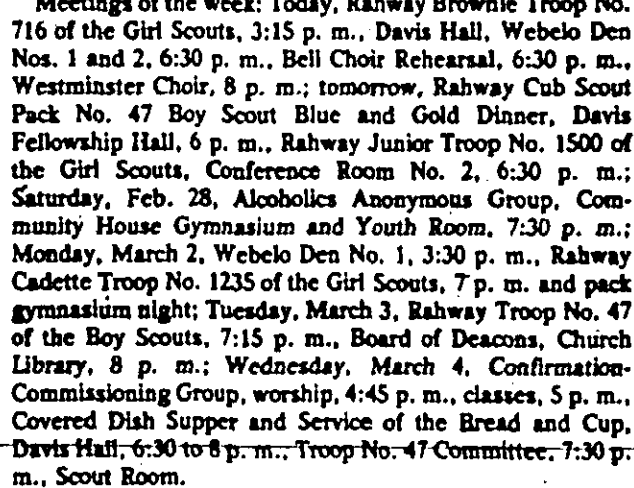 Meetings of the week: Today, Rahway Brownie Troop No.
716 of the Girl Scouts, 3:15 p. m., Davis Hall, Webelo Den
Nos. 1 and 2, 6:30 p. m., Bell Choir Rehearsal, 6:30 p. m.,
Westminster Choir, 8 p. m.; tomorrow, Rahway Cub Scout
Pack No. 47 Boy Scout Blue and Gold Dinner, Davis
Fellowship Hall, 6 p. m., Rahway Junior Troop No. 1500 of
the Girl Scouts, Conference Room No. 2, 6:30 p. m.;
Saturday, Feb. 28, Alcoholics Anonymous Group, Com-
munity House Gymnasium and Youth Room, 7:30 p. m.;
Monday, March 2, Webelo Den No. 1, 3:30 p. m., Rahway
Cadette Troop No. 1235 of the Girl Scouts, 7 p. m. and pack
gymnasium night; Tuesday, March 3, Rahway Troop No. 47
of the Boy Scouts, 7:15 p. m., Board of Deacons, Church
Library, 8 p. m.; Wednesday, March 4, Confirmation-
Commissioning Group, worship, 4:45 p. m., classes, 5 p. m.,
Covered Dish Supper and Service of the Bread and Cup,
Davis Hall, 6:30 to 8 p. m., Troop No. 47 Committee, 7:30 p.
m., Scout Room.